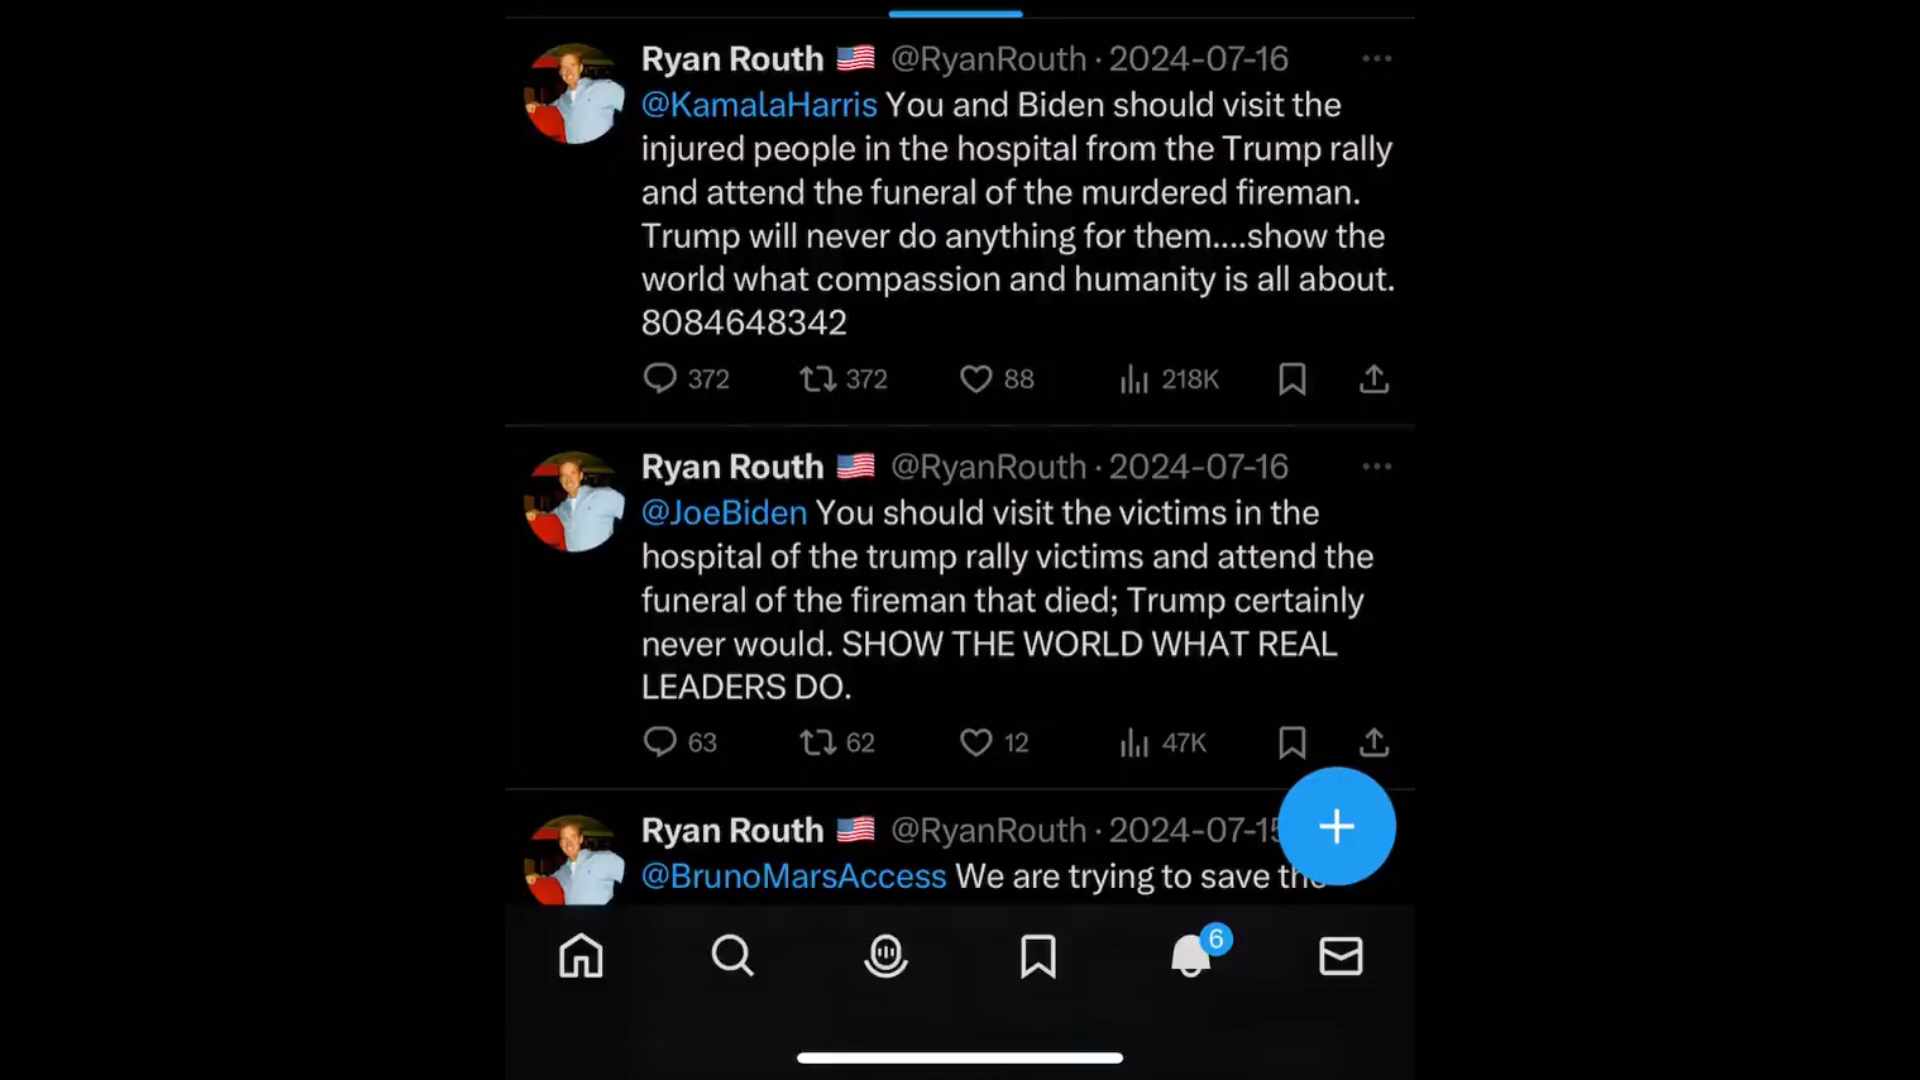 Ryan Routh 🇺🇸 @RyanRouth · 2024-07-16
@KamalaHarris You and Biden should visit the
injured people in the hospital from the Trump rally
and attend the funeral of the murdered fireman.
Trump will never do anything for them....show the
world what compassion and humanity is all about.
8084648342
372 372 88 218K
Ryan Routh 🇺🇸 @RyanRouth · 2024-07-16
@JoeBiden You should visit the victims in the
hospital of the trump rally victims and attend the
funeral of the fireman that died; Trump certainly
never would. SHOW THE WORLD WHAT REAL
LEADERS DO.
63 62 12 47K
Ryan Routh 🇺🇸 @RyanRouth · 2024-07-15
@BrunoMarsAccess We are trying to save the
6